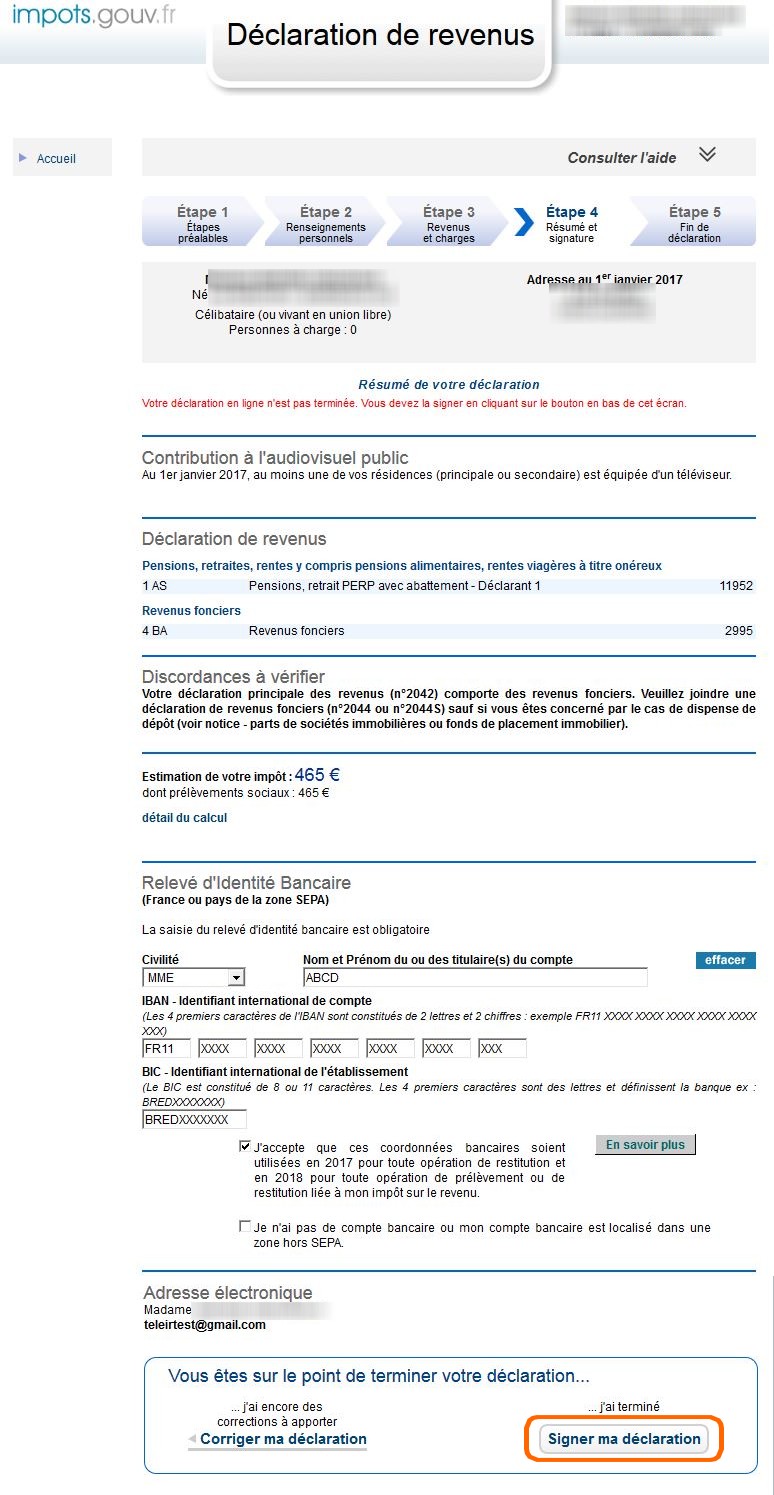 impots.gouv.fr
Déclaration de revenus
Accueil
Consulter l'aide
Étape 1
Étapes
préalables
Étape 2
Renseignements
personnels
Étape 3
Revenus
et charges
Étape 4
Résumé et
signature
Étape 5
Fin de
déclaration
Né
Célibataire (ou vivant en union libre)
Personnes à charge : 0
Adresse au 1er janvier 2017
Résumé de votre déclaration
Votre déclaration en ligne n'est pas terminée. Vous devez la signer en cliquant sur le bouton en bas de cet écran.
Contribution à l'audiovisuel public
Au 1er janvier 2017, au moins une de vos résidences (principale ou secondaire) est équipée d'un téléviseur.
Déclaration de revenus
Pensions, retraites, rentes y compris pensions alimentaires, rentes viagères à titre onéreux
1 AS Pensions, retrait PERP avec abattement - Déclarant 1 11952
Revenus fonciers
4 BA Revenus fonciers 2995
Discordances à vérifier
Votre déclaration principale des revenus (n°2042) comporte des revenus fonciers. Veuillez joindre une
déclaration de revenus fonciers (n°2044 ou n°2044S) sauf si vous êtes concerné par le cas de dispense de
dépôt (voir notice - parts de sociétés immobilières ou fonds de placement immobilier).
Estimation de votre impôt : 465 €
dont prélèvements sociaux : 465 €
détail du calcul
Relevé d'Identité Bancaire
(France ou pays de la zone SEPA)
La saisie du relevé d'identité bancaire est obligatoire
Civilité Nom et Prénom du ou des titulaire(s) du compte effacer
MME ABCD
IBAN - Identifiant international de compte
(Les 4 premiers caractères de l'IBAN sont constitués de 2 lettres et 2 chiffres : exemple FR11 XXXX XXXX XXXX XXXX XXXX
XXX)
FR11 XXXX XXXX XXXX XXXX XXXX XXX
BIC - Identifiant international de l'établissement
(Le BIC est constitué de 8 ou 11 caractères. Les 4 premiers caractères sont des lettres et définissent la banque ex :
BREDXXXXXXX)
BREDXXXXXXX
J'accepte que ces coordonnées bancaires soient
utilisées en 2017 pour toute opération de restitution et
en 2018 pour toute opération de prélèvement ou de
restitution liée à mon impôt sur le revenu.
En savoir plus
Je n'ai pas de compte bancaire ou mon compte bancaire est localisé dans une
zone hors SEPA.
Adresse électronique
Madame
teleirtest@gmail.com
Vous êtes sur le point de terminer votre déclaration...
... j'ai encore des
corrections à apporter
Corriger ma déclaration
... j'ai terminé
Signer ma déclaration